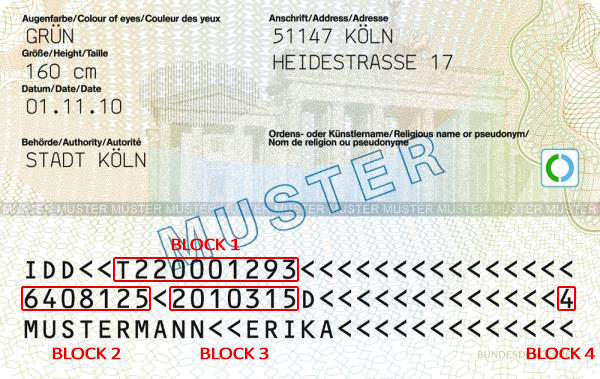 Augenfarbe/Colour of eyes/Couleur des yeux
GRÜN
Größe/Height/Taille
160 cm
Datum/Date/Date
01.11.10
Behörde/Authority/Autorité
STADT KÖLN
Anschrift/Address/Adresse
51147 KÖLN
HEIDESTRASSE 17
Ordens- oder Künstlername/Religious name or pseudonym/
Nom de religion ou pseudonyme
MUSTER
MUSTER MUSTER MUSTER MUSTER MUSTER MUSTER MUSTER MUSTER MUSTER MUSTER MUSTER
BLOCK 1
IDD<<T220001293<<<<<<<<<<<<<<<
6408125<2010315D<<<<<<<<<<<<<4
MUSTERMANN<<ERIKA<<<<<<<<<<<<<
BLOCK 2
BLOCK 3
BLOCK 4